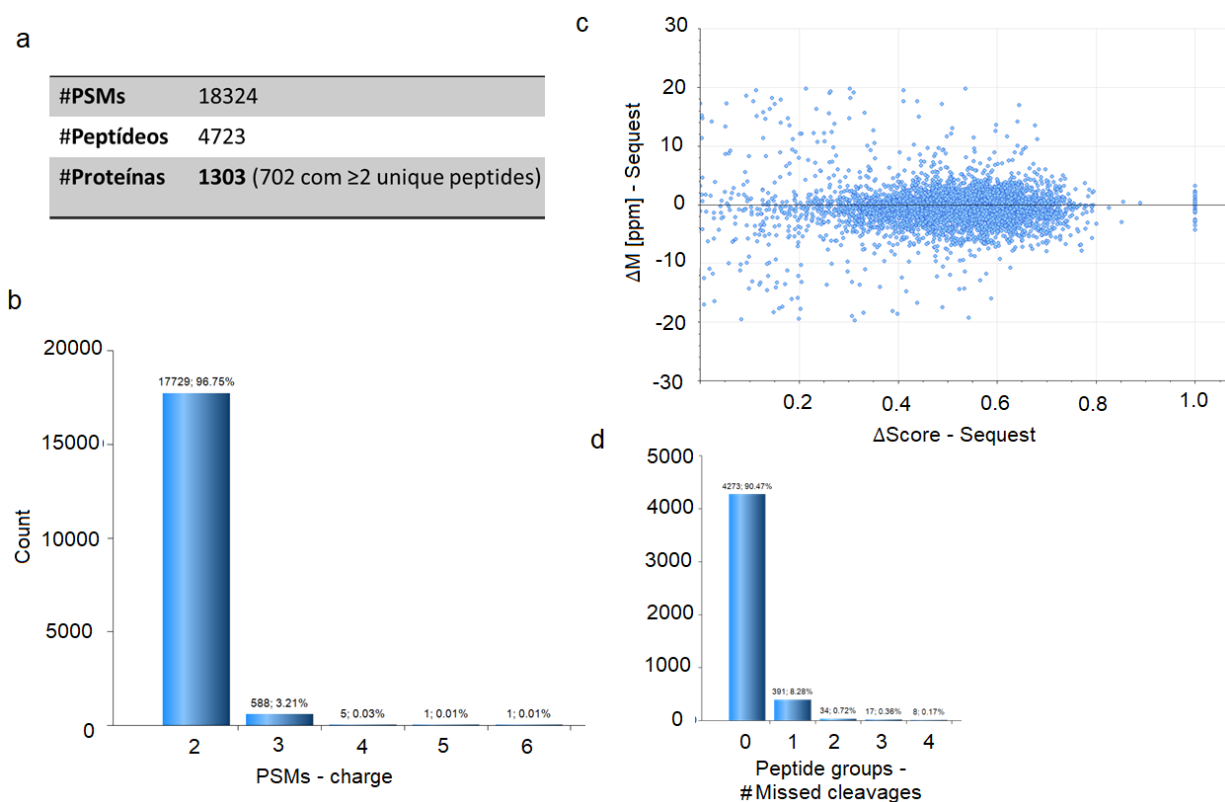 a
#PSMs 18324
#Peptídeos 4723
#Proteínas 1303 (702 com ≥2 unique peptides)
b
20000
15000
10000
5000
0
Count
17729; 96.75%
588; 3.21%
5; 0.03%
1; 0.01%
1; 0.01%
2 3 4 5 6
PSMs - charge
c
30
20
10
0
-10
-20
-30
ΔM [ppm] - Sequest
0.2 0.4 0.6 0.8 1.0
ΔScore - Sequest
d
5000
4000
3000
2000
1000
0
4273; 90.47%
391; 8.28%
34; 0.72%
17; 0.36%
8; 0.17%
0 1 2 3 4
Peptide groups -
#Missed cleavages